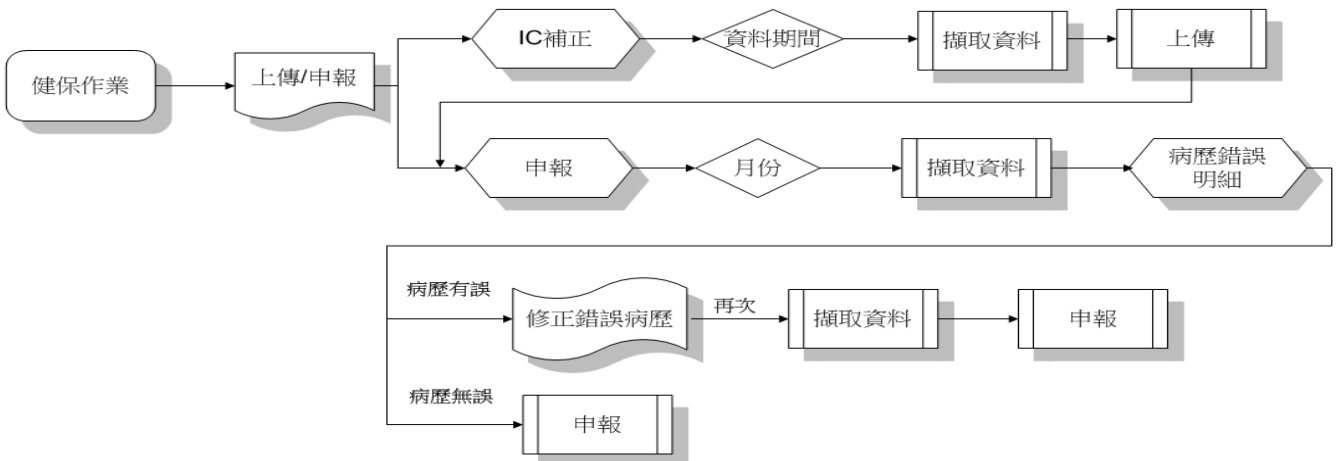 健保作業
上傳/申報
IC補正
資料期間
擷取資料
上傳
申報
月份
擷取資料
病歷錯誤
明細
病歷有誤
修正錯誤病歷
再次
擷取資料
申報
病歷無誤
申報